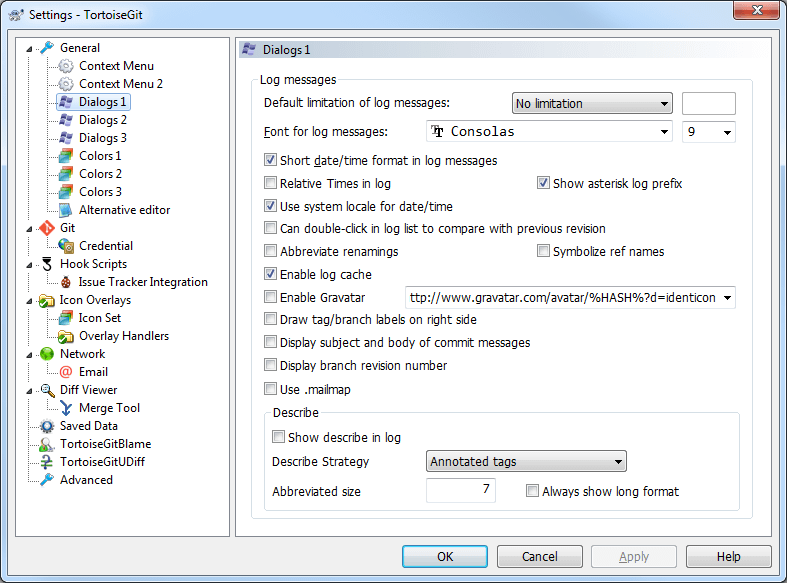 Settings - TortoiseGit
General
Context Menu
Context Menu 2
Dialogs 1
Dialogs 2
Dialogs 3
Colors 1
Colors 2
Colors 3
Alternative editor
Git
Credential
Hook Scripts
Issue Tracker Integration
Icon Overlays
Icon Set
Overlay Handlers
Network
Email
Diff Viewer
Merge Tool
Saved Data
TortoiseGitBlame
TortoiseGitUDiff
Advanced
Dialogs 1
Log messages
Default limitation of log messages: No limitation
Font for log messages: Consolas 9
Short date/time format in log messages
Relative Times in log Show asterisk log prefix
Use system locale for date/time
Can double-click in log list to compare with previous revision
Abbreviate renamings Symbolize ref names
Enable log cache
Enable Gravatar ttp://www.gravatar.com/avatar/%HASH%?d=identicon
Draw tag/branch labels on right side
Display subject and body of commit messages
Display branch revision number
Use .mailmap
Describe
Show describe in log
Describe Strategy Annotated tags
Abbreviated size 7 Always show long format
OK Cancel Apply Help